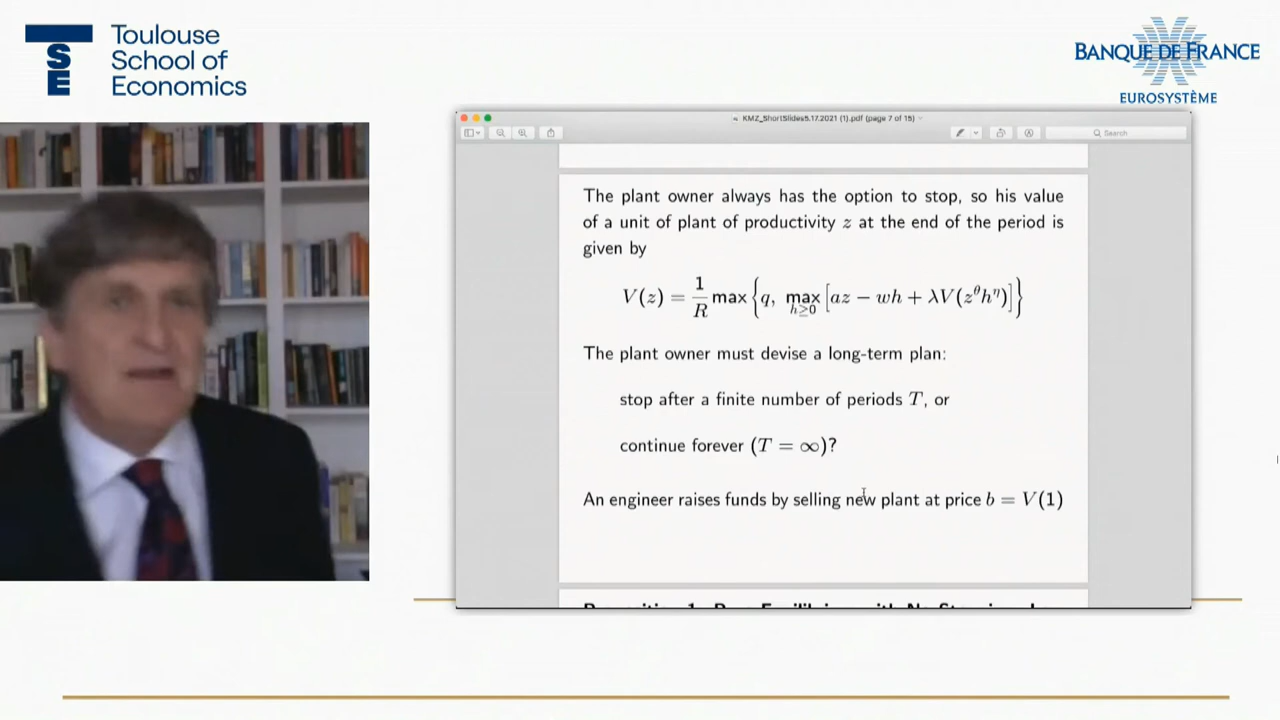 TSE
Toulouse
School of
Economics
BANQUE DE FRANCE
EUROSYSTÈME
KMZ_ShortSlides5.17.2021 (1).pdf (page 7 of 15)
Search
The plant owner always has the option to stop, so his value
of a unit of plant of productivity z at the end of the period is
given by
V(z) = 1/R max{q, max_{h≥0} [az − wh + λV(z^θ h^η)]}
The plant owner must devise a long-term plan:
stop after a finite number of periods T, or
continue forever (T = ∞)?
An engineer raises funds by selling new plant at price b = V(1)